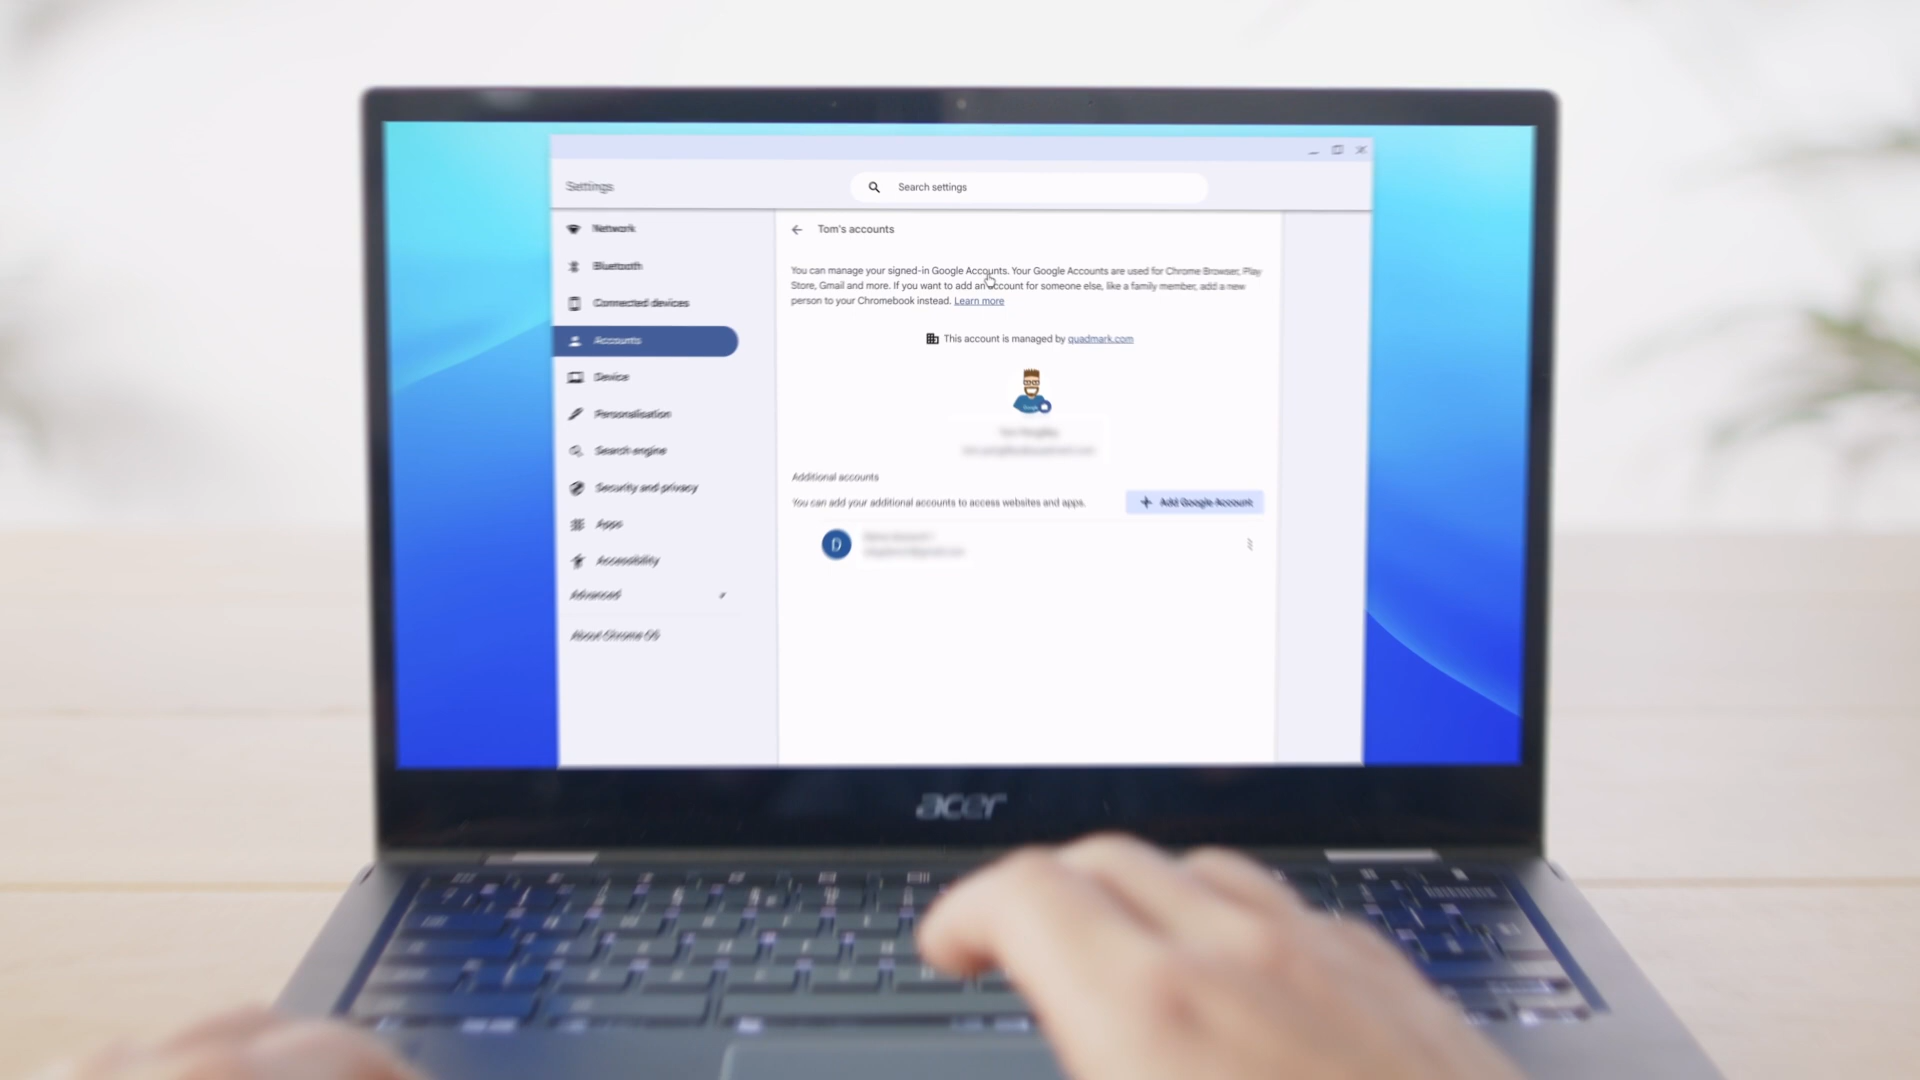 Settings
Search settings
Network
Bluetooth
Connected devices
Accounts
Device
Personalisation
Search engine
Security and privacy
Apps
Accessibility
Advanced
About Chrome OS
Tom's accounts
You can manage your signed-in Google Accounts. Your Google Accounts are used for Chrome Browser, Play
Store, Gmail and more. If you want to add an account for someone else, like a family member, add a new
person to your Chromebook instead. Learn more
This account is managed by quadmark.com
Google
Additional accounts
You can add your additional accounts to access websites and apps.
Add Google Account
D
acer